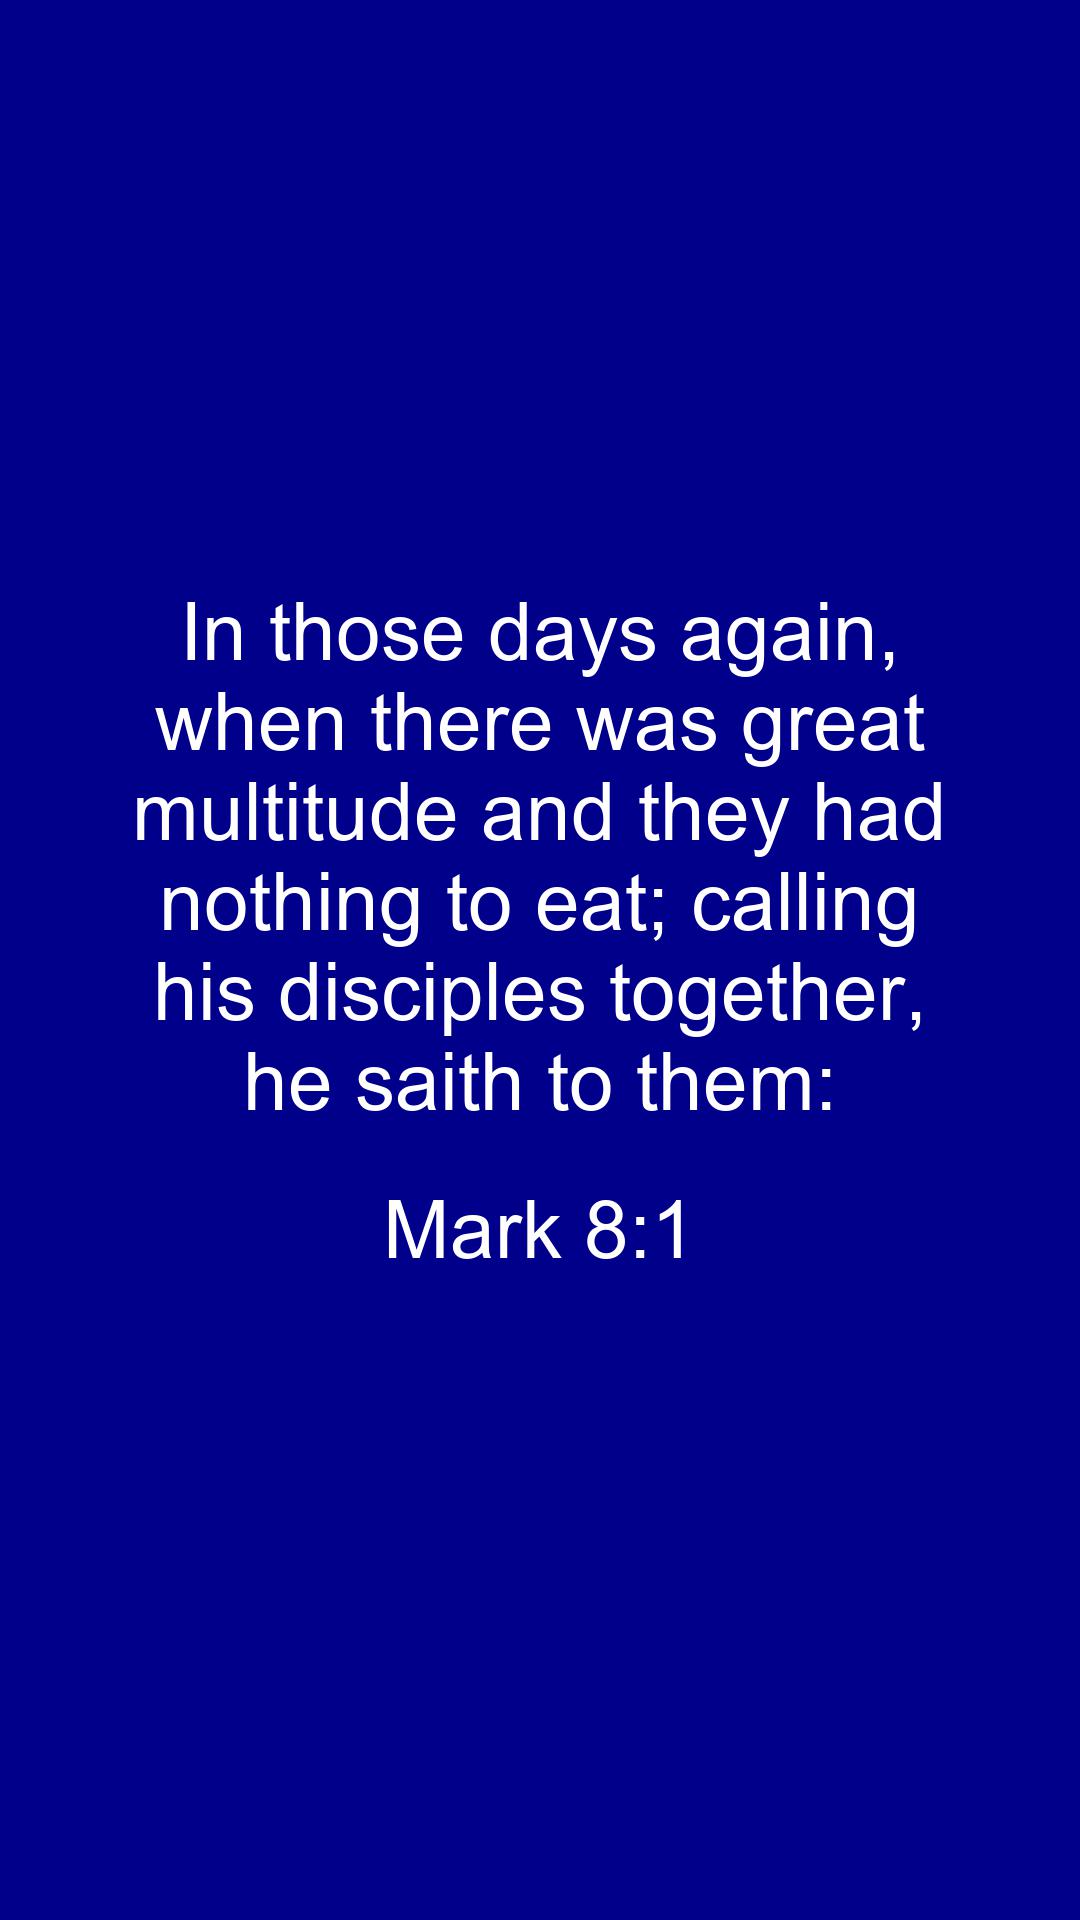 In those days again,
when there was great
multitude and they had
nothing to eat; calling
his disciples together,
he saith to them:
Mark 8:1